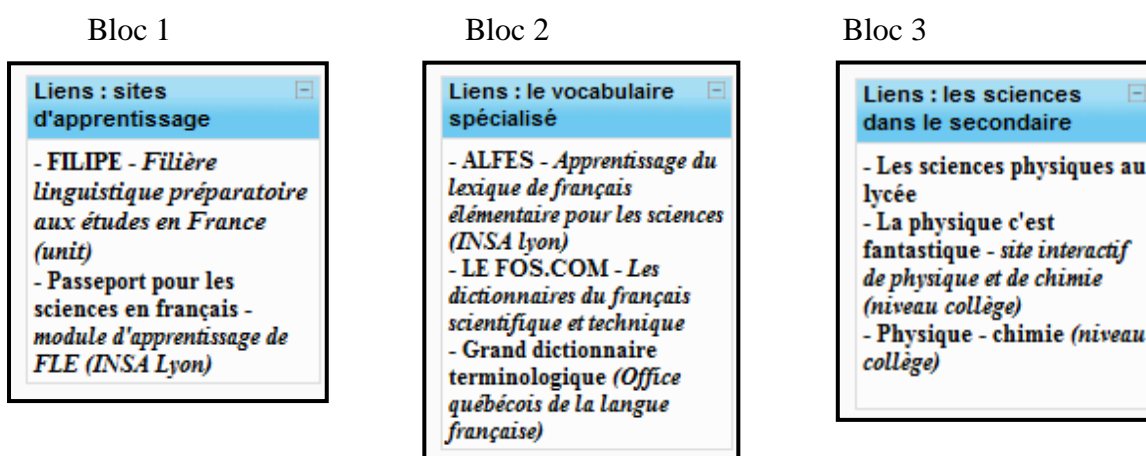 Bloc 1
Liens : sites
d'apprentissage
- FILIPE - Filière
linguistique préparatoire
aux études en France
(unit)
- Passeport pour les
sciences en français -
module d'apprentissage de
FLE (INSA Lyon)
Bloc 2
Liens : le vocabulaire
spécialisé
- ALFES - Apprentissage du
lexique de français
élémentaire pour les sciences
(INSA lyon)
- LE FOS.COM - Les
dictionnaires du français
scientifique et technique
- Grand dictionnaire
terminologique (Office
québécois de la langue
française)
Bloc 3
Liens : les sciences
dans le secondaire
- Les sciences physiques au
lycée
- La physique c'est
fantastique - site interactif
de physique et de chimie
(niveau collège)
- Physique - chimie (niveau
collège)